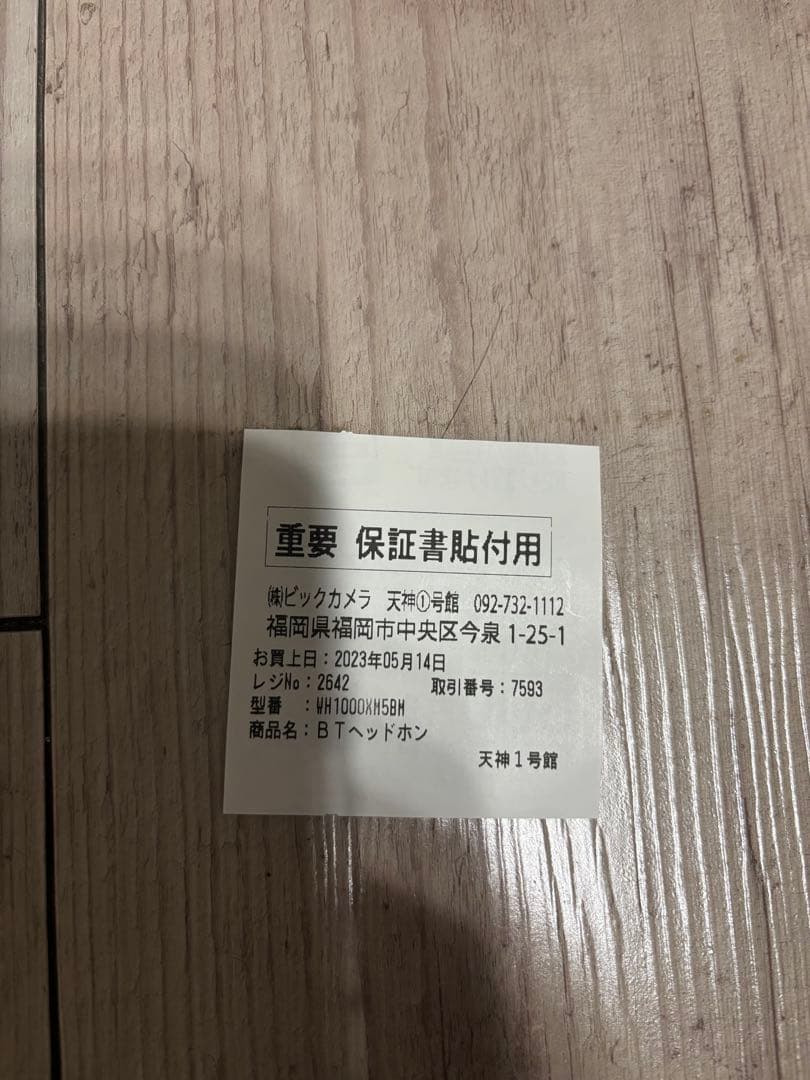 重要 保証書貼付用
㈱ビックカメラ 天神①号館 092-732-1112
福岡県福岡市中央区今泉1-25-1
お買上日：2023年05月14日
レジNo：2642 取引番号：7593
型番 ：WH1000XM5BM
商品名：ＢＴヘッドホン
天神１号館